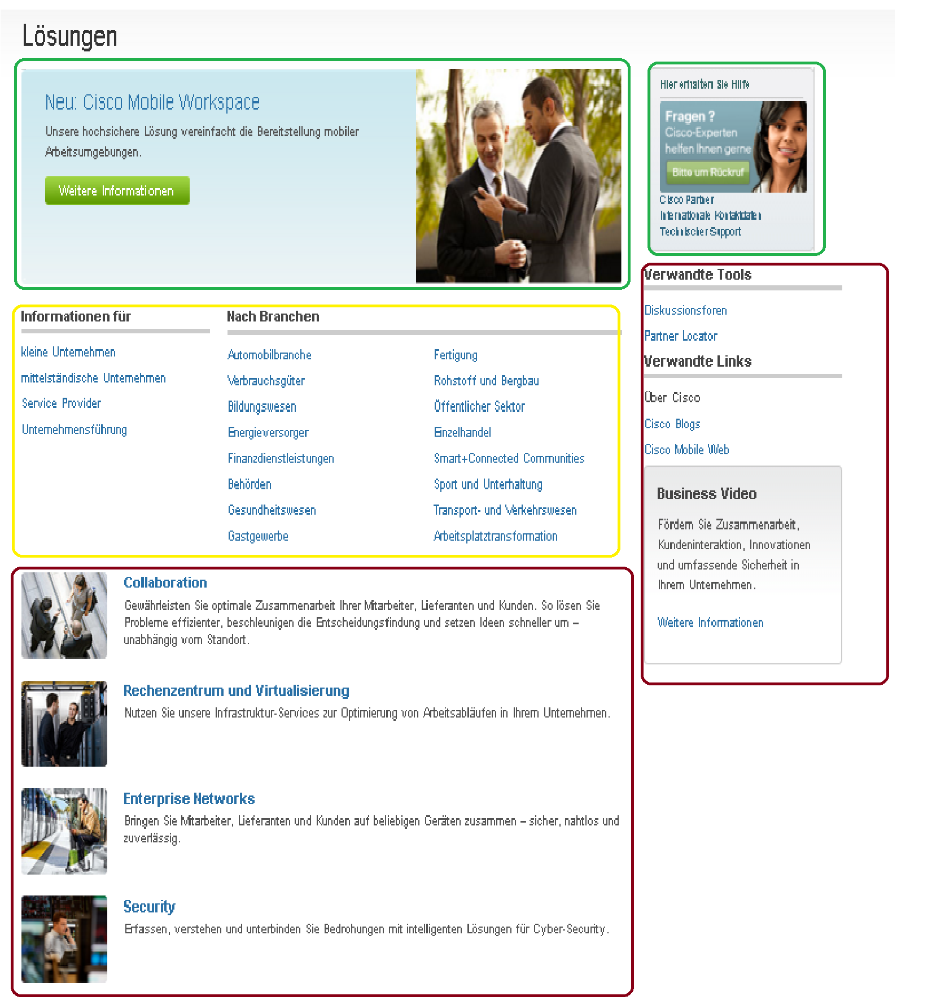 Lösungen
Neu: Cisco Mobile Workspace
Unsere hochsichere Lösung vereinfacht die Bereitstellung mobiler
Arbeitsumgebungen.
Weitere Informationen
Hier erhalten Sie Hilfe
Fragen ?
Cisco-Experten
helfen Ihnen gerne
Bitte um Rückruf
Cisco Partner
Internationale Kontaktdaten
Technischer Support
Informationen für
kleine Unternehmen
mittelständische Unternehmen
Service Provider
Unternehmensführung
Nach Branchen
Automobilbranche
Verbrauchsgüter
Bildungswesen
Energieversorger
Finanzdienstleistungen
Behörden
Gesundheitswesen
Gastgewerbe
Fertigung
Rohstoff und Bergbau
Öffentlicher Sektor
Einzelhandel
Smart+Connected Communities
Sport und Unterhaltung
Transport- und Verkehrswesen
Arbeitsplatztransformation
Verwandte Tools
Diskussionsforen
Partner Locator
Verwandte Links
Über Cisco
Cisco Blogs
Cisco Mobile Web
Business Video
Fördern Sie Zusammenarbeit,
Kundeninteraktion, Innovationen
und umfassende Sicherheit in
Ihrem Unternehmen.
Weitere Informationen
Collaboration
Gewährleisten Sie optimale Zusammenarbeit Ihrer Mitarbeiter, Lieferanten und Kunden. So lösen Sie
Probleme effizienter, beschleunigen die Entscheidungsfindung und setzen Ideen schneller um –
unabhängig vom Standort.
Rechenzentrum und Virtualisierung
Nutzen Sie unsere Infrastruktur-Services zur Optimierung von Arbeitsabläufen in Ihrem Unternehmen.
Enterprise Networks
Bringen Sie Mitarbeiter, Lieferanten und Kunden auf beliebigen Geräten zusammen – sicher, nahtlos und
zuverlässig.
Security
Erfassen, verstehen und unterbinden Sie Bedrohungen mit intelligenten Lösungen für Cyber-Security.